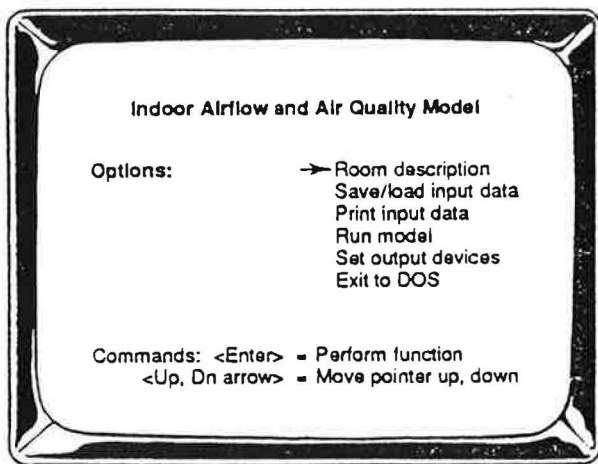 Indoor Airflow and Air Quality Model
Options: → Room description
Save/load input data
Print input data
Run model
Set output devices
Exit to DOS
Commands: <Enter> = Perform function
<Up, Dn arrow> = Move pointer up, down